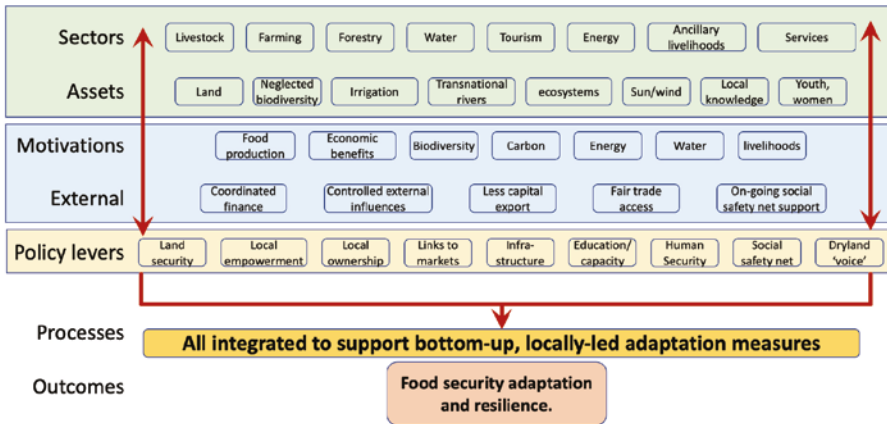 Sectors
Livestock
Farming
Forestry
Water
Tourism
Energy
Ancillary
livelihoods
Services
Assets
Land
Neglected
biodiversity
Irrigation
Transnational
rivers
ecosystems
Sun/wind
Local
knowledge
Youth,
women
Motivations
Food
production
Economic
benefits
Biodiversity
Carbon
Energy
Water
livelihoods
External
Coordinated
finance
Controlled external
influences
Less capital
export
Fair trade
access
On-going social
safety net support
Policy levers
Land
security
Local
empowerment
Local
ownership
Links to
markets
Infra-
structure
Education/
capacity
Human
Security
Social
safety net
Dryland
'voice'
Processes
All integrated to support bottom-up, locally-led adaptation measures
Outcomes
Food security adaptation
and resilience.